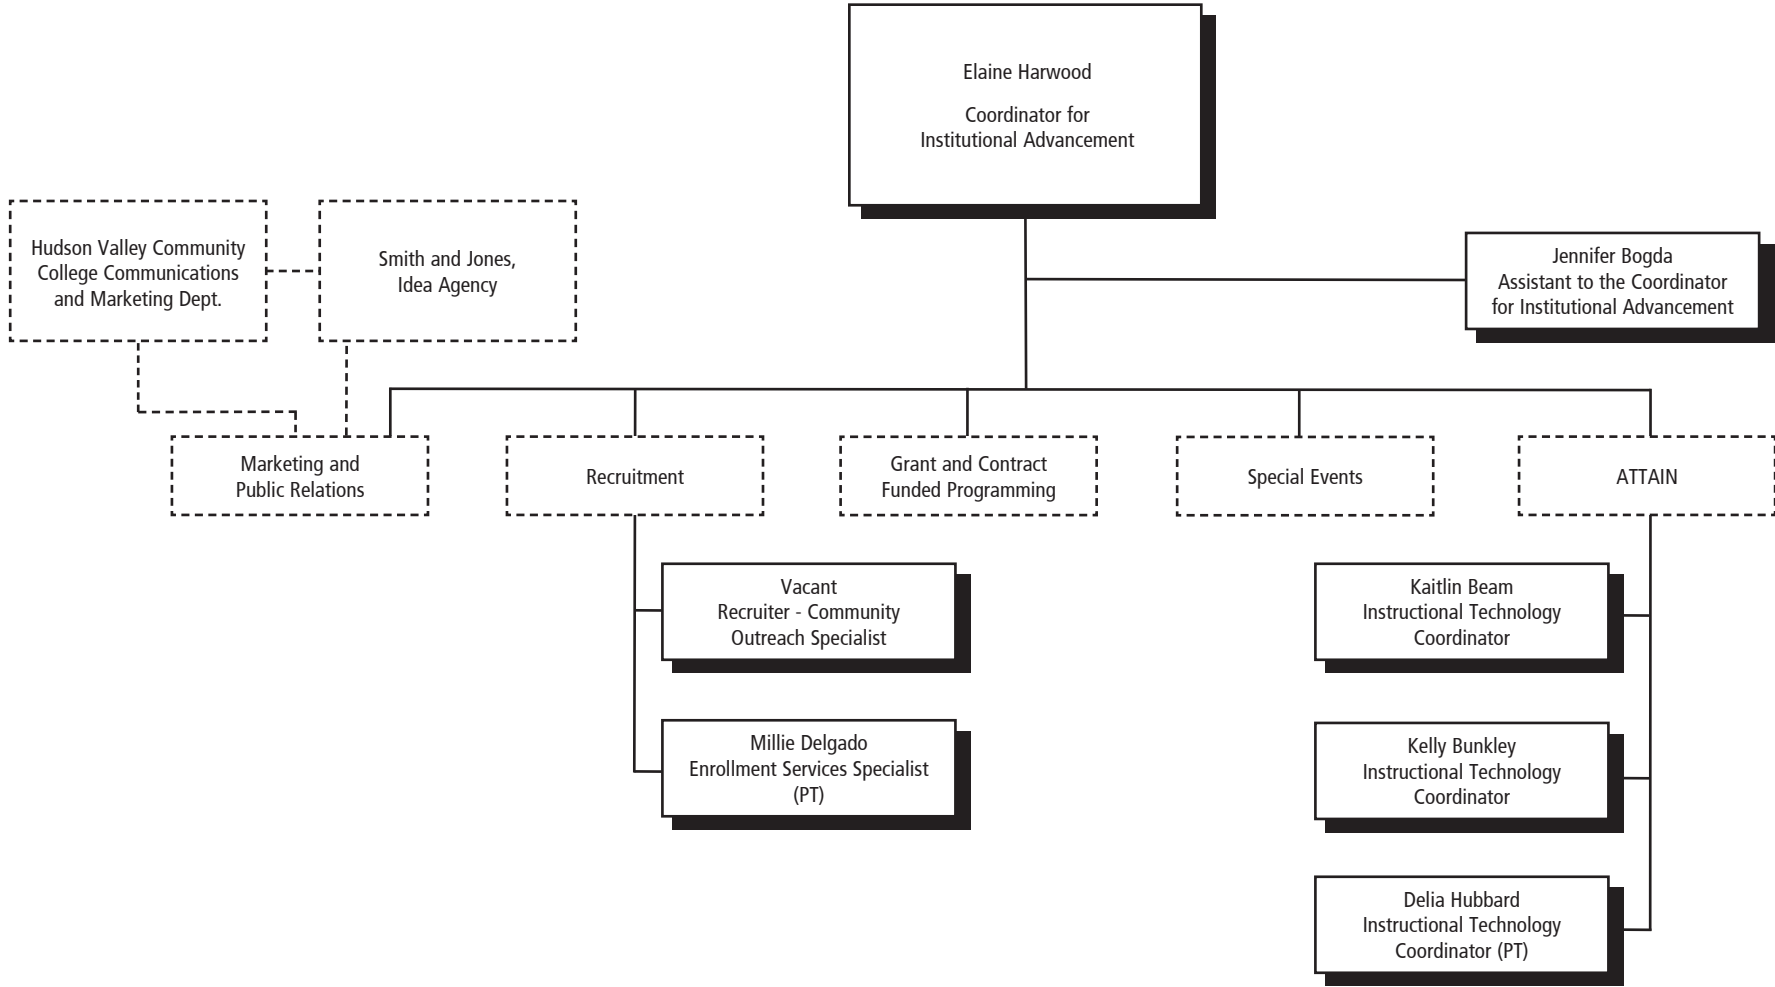 Elaine Harwood
Coordinator for
Institutional Advancement
Hudson Valley Community
College Communications
and Marketing Dept.
Smith and Jones,
Idea Agency
Jennifer Bogda
Assistant to the Coordinator
for Institutional Advancement
Marketing and
Public Relations
Recruitment
Grant and Contract
Funded Programming
Special Events
ATTAIN
Vacant
Recruiter - Community
Outreach Specialist
Millie Delgado
Enrollment Services Specialist
(PT)
Kaitlin Beam
Instructional Technology
Coordinator
Kelly Bunkley
Instructional Technology
Coordinator
Delia Hubbard
Instructional Technology
Coordinator (PT)